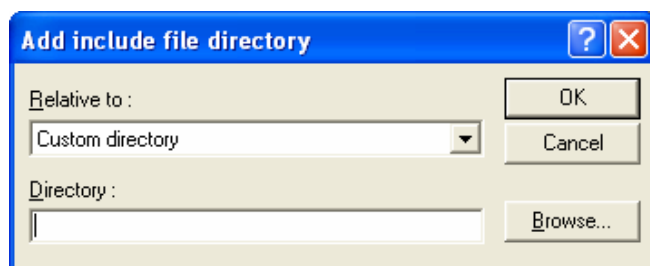 Add include file directory
Relative to :
OK
Custom directory
Cancel
Directory :
Browse...